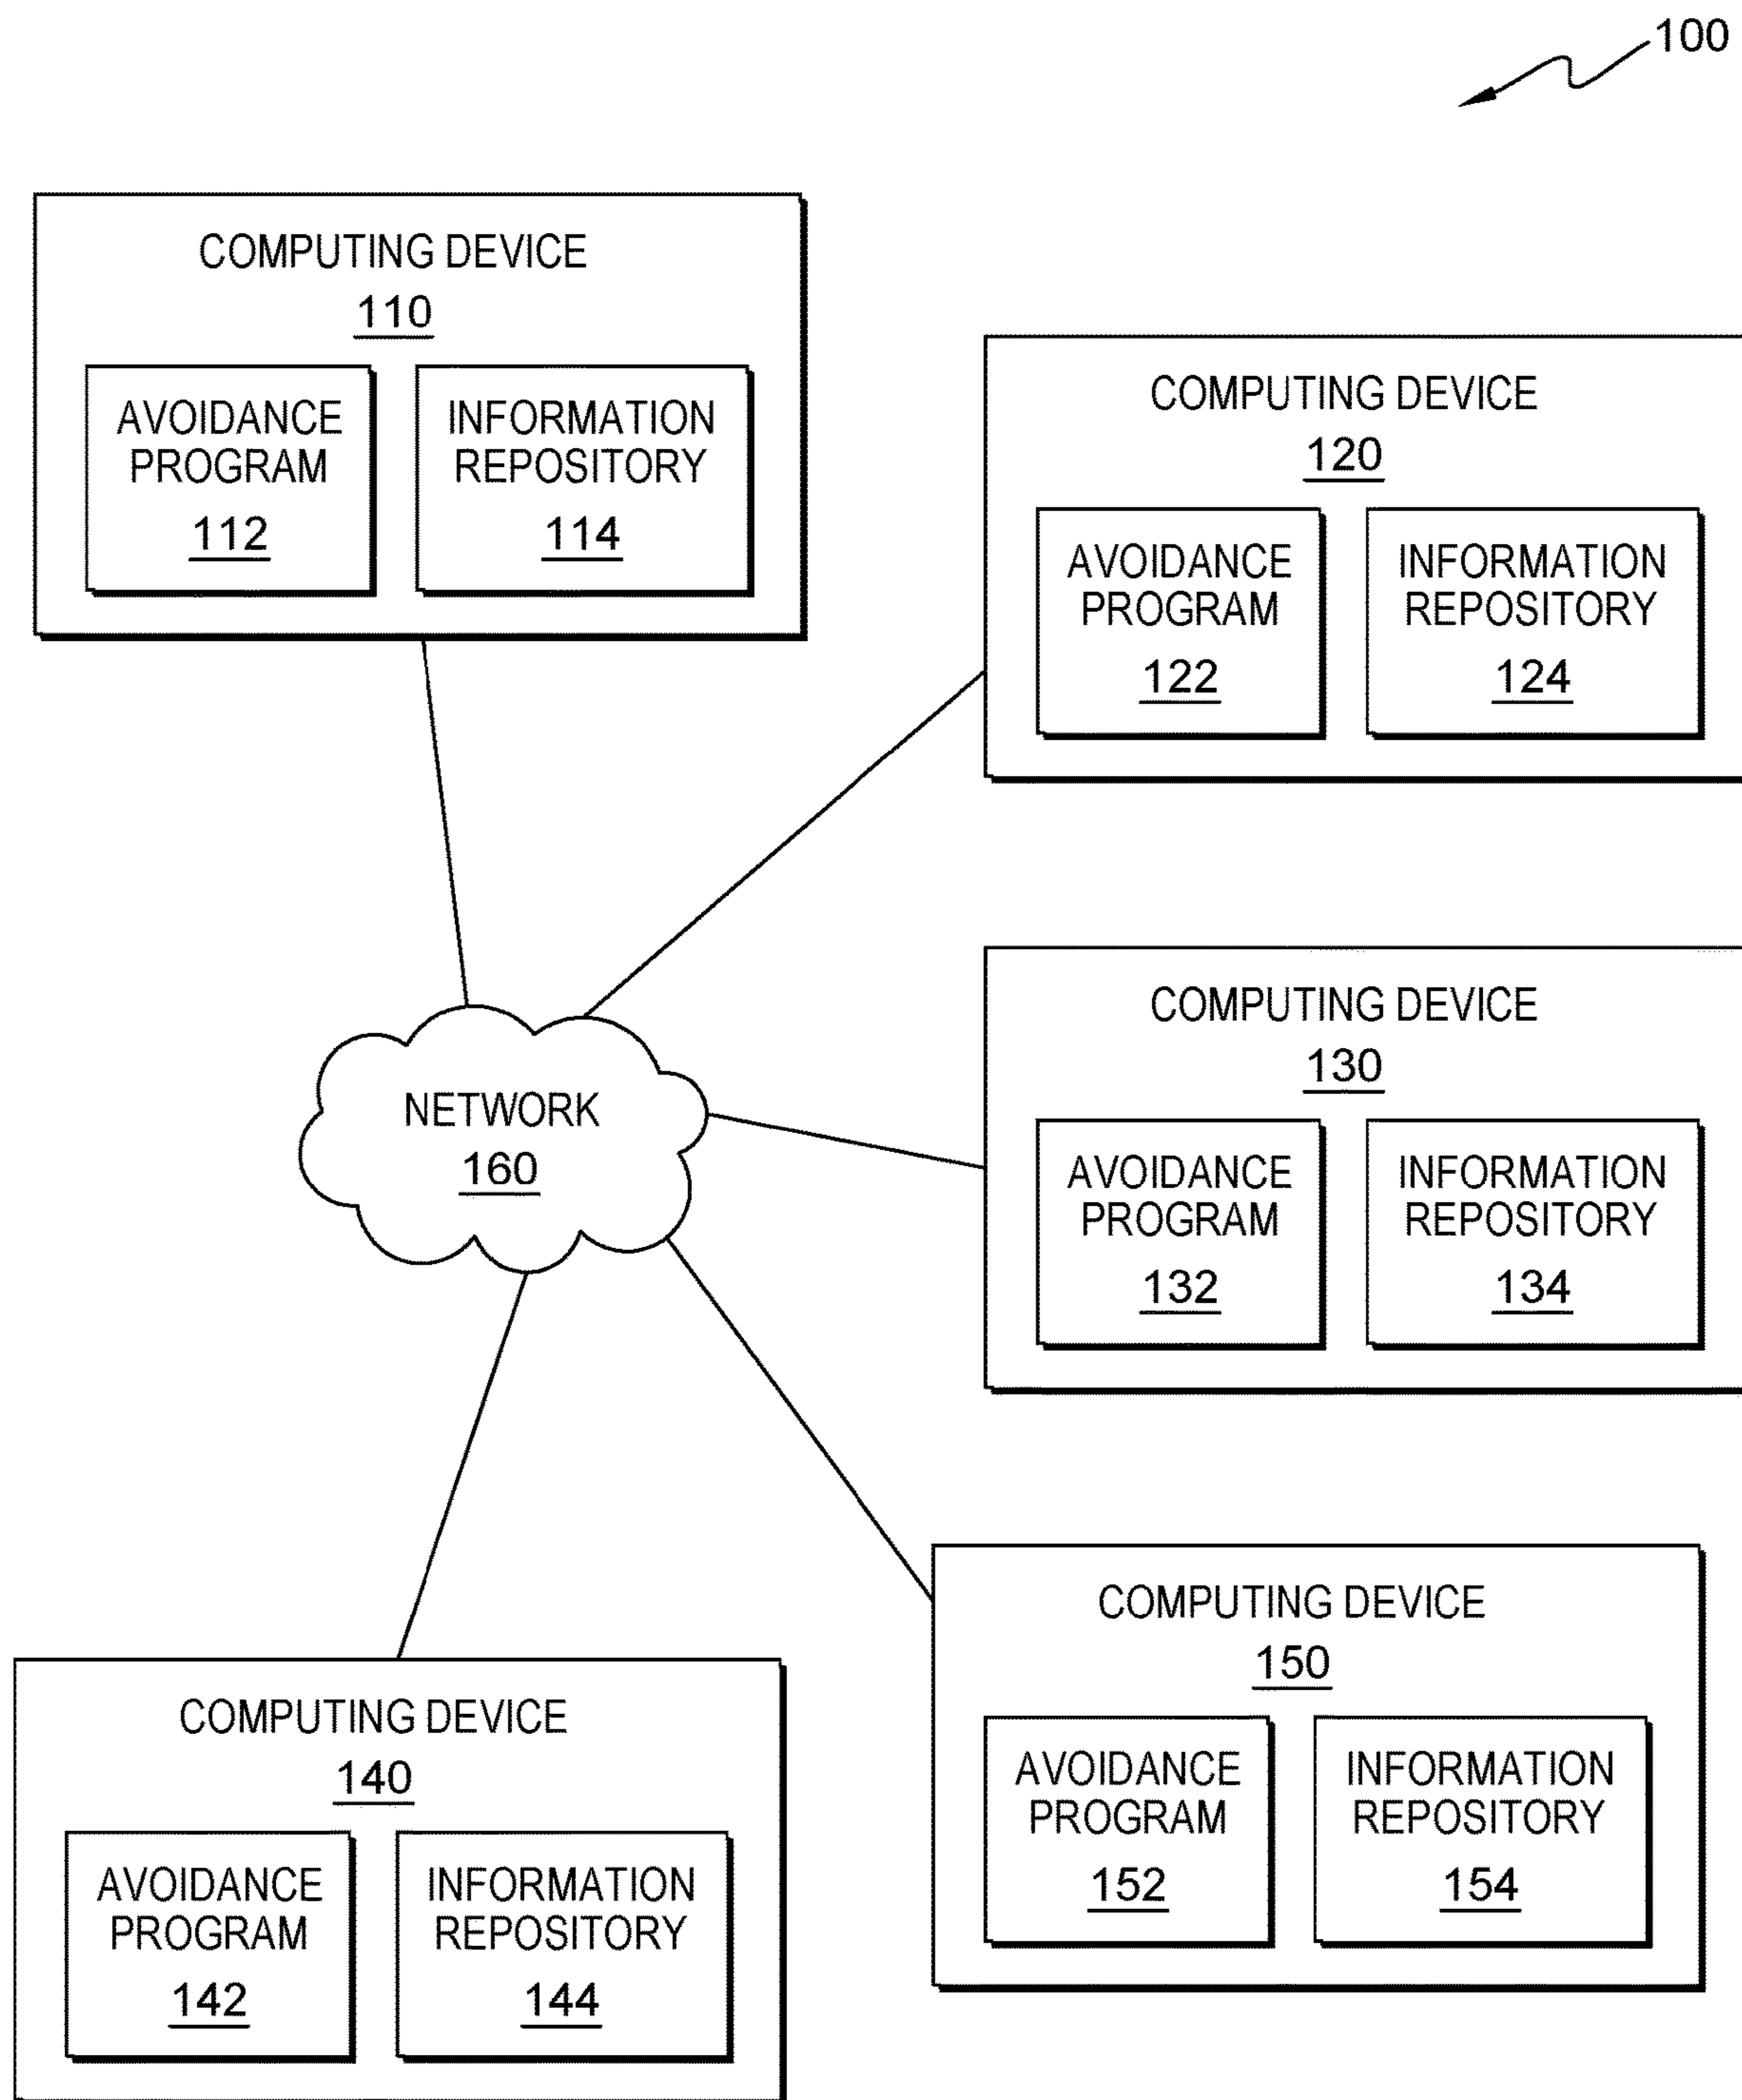 100
COMPUTING DEVICE
110
AVOIDANCE
PROGRAM
112
INFORMATION
REPOSITORY
114
COMPUTING DEVICE
120
AVOIDANCE
PROGRAM
122
INFORMATION
REPOSITORY
124
COMPUTING DEVICE
130
AVOIDANCE
PROGRAM
132
INFORMATION
REPOSITORY
134
NETWORK
160
COMPUTING DEVICE
150
AVOIDANCE
PROGRAM
152
INFORMATION
REPOSITORY
154
COMPUTING DEVICE
140
AVOIDANCE
PROGRAM
142
INFORMATION
REPOSITORY
144